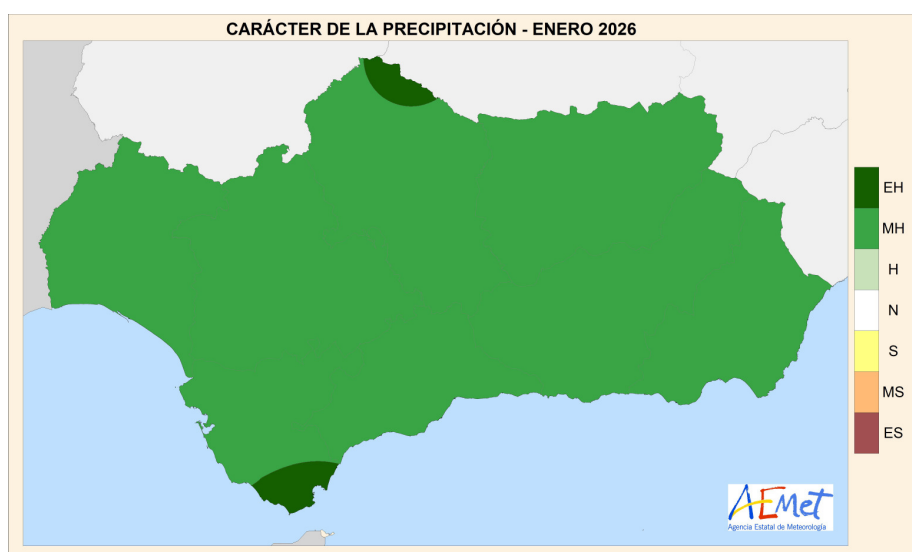 CARÁCTER DE LA PRECIPITACIÓN - ENERO 2026
EH
MH
H
N
S
MS
ES
AEMet
Agencia Estatal de Meteorología